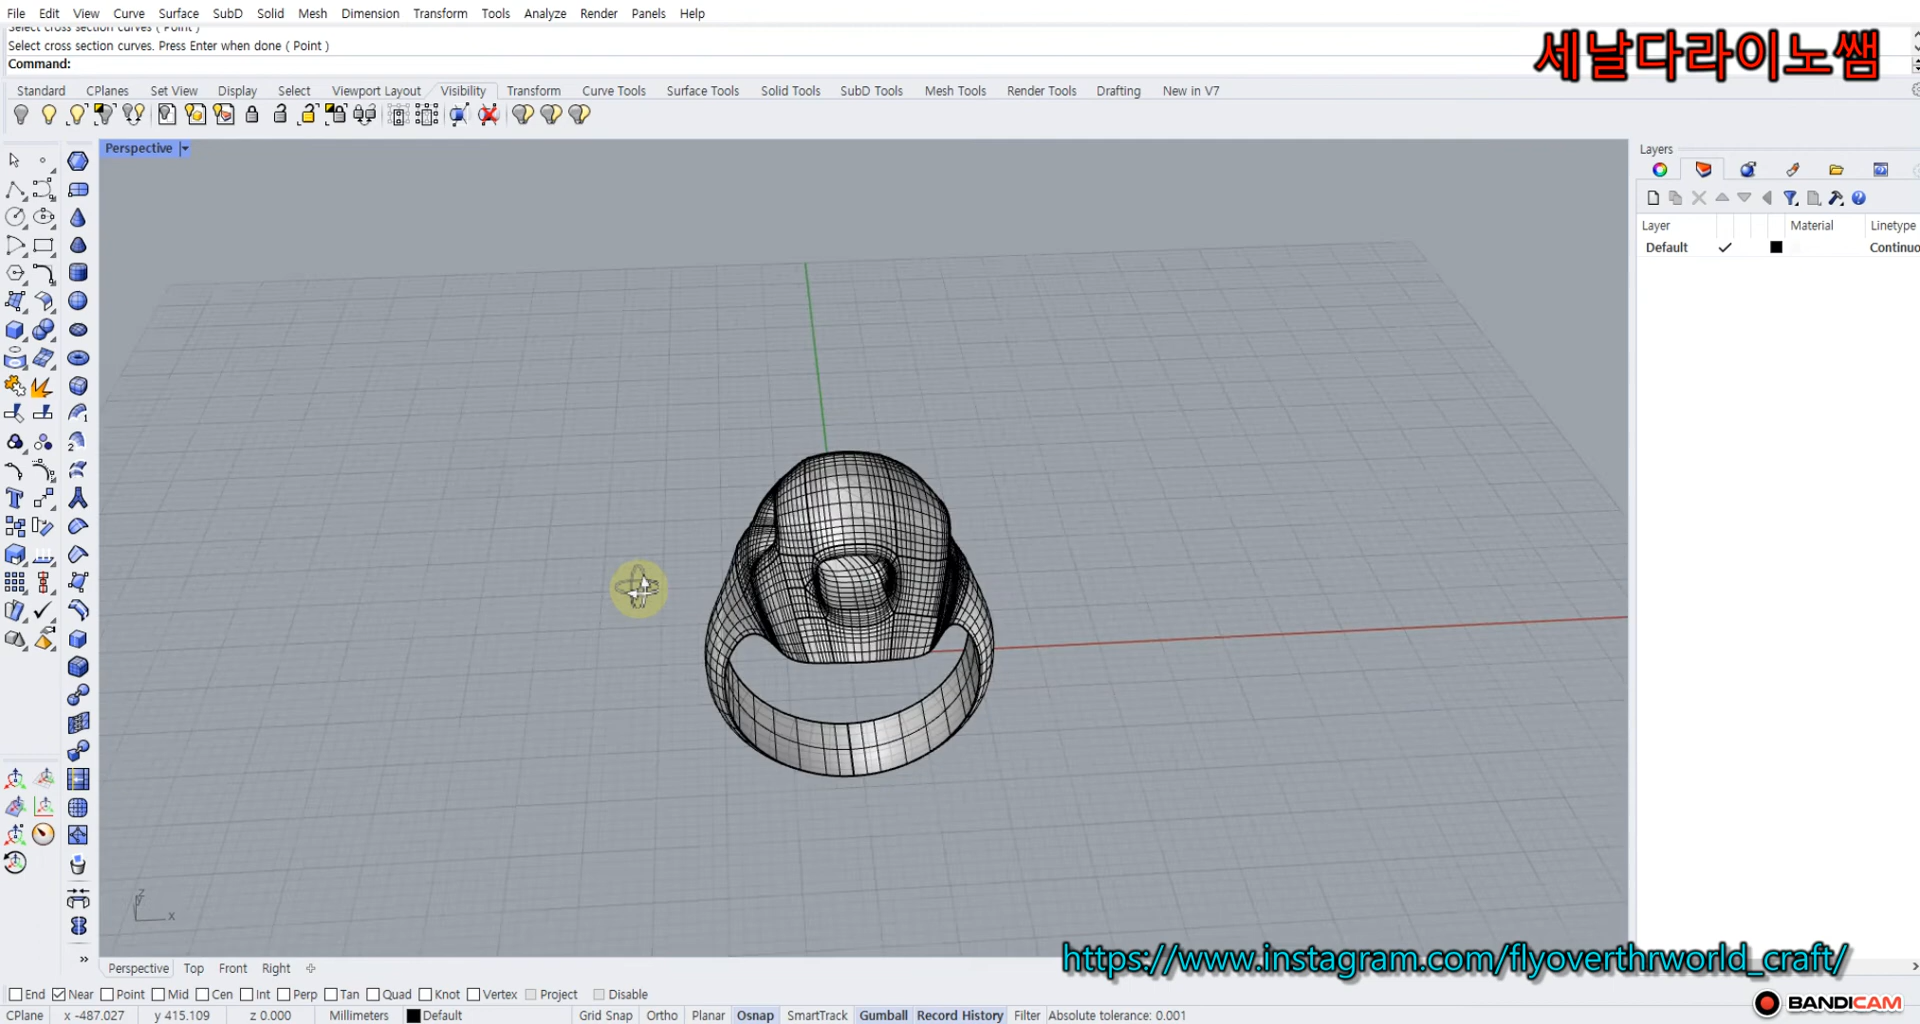 File Edit View Curve Surface SubD Solid Mesh Dimension Transform Tools Analyze Render Panels Help
Select cross section curves ( Point )
Select cross section curves. Press Enter when done ( Point )
Command:
세날다라이노쌤
Standard CPlanes Set View Display Select Viewport Layout Visibility Transform Curve Tools Surface Tools Solid Tools SubD Tools Mesh Tools Render Tools Drafting New in V7
Perspective
Layers
Layer Material Linetype
Default Continuo
z
x
https://www.instagram.com/flyoverthrworld_craft/
Perspective Top Front Right
End Near Point Mid Cen Int Perp Tan Quad Knot Vertex Project Disable
BANDICAM
CPlane x -487.027 y 415.109 z 0.000 Millimeters Default Grid Snap Ortho Planar Osnap SmartTrack Gumball Record History Filter Absolute tolerance: 0.001